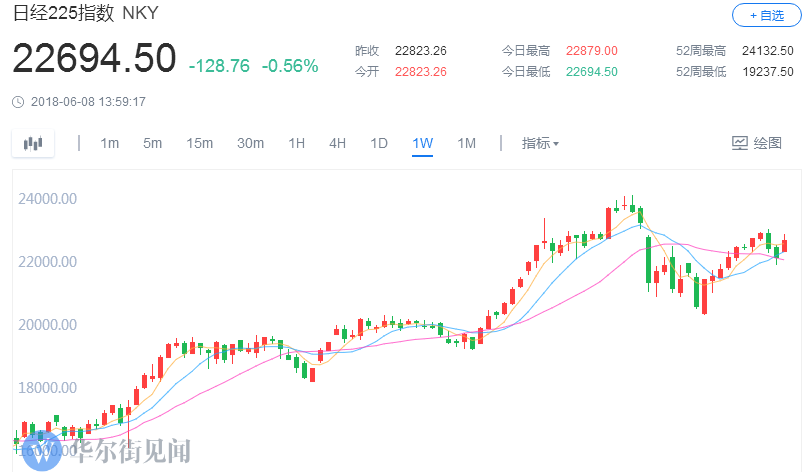 日经225指数 NKY
+ 自选
22694.50 -128.76 -0.56%
昨收 22823.26 今日最高 22879.00 52周最高 24132.50
今开 22823.26 今日最低 22694.50 52周最低 19237.50
2018-06-08 13:59:17
1m 5m 15m 30m 1H 4H 1D 1W 1M 指标 绘图
24000.00
22000.00
20000.00
18000.00
16000.00
华尔街见闻